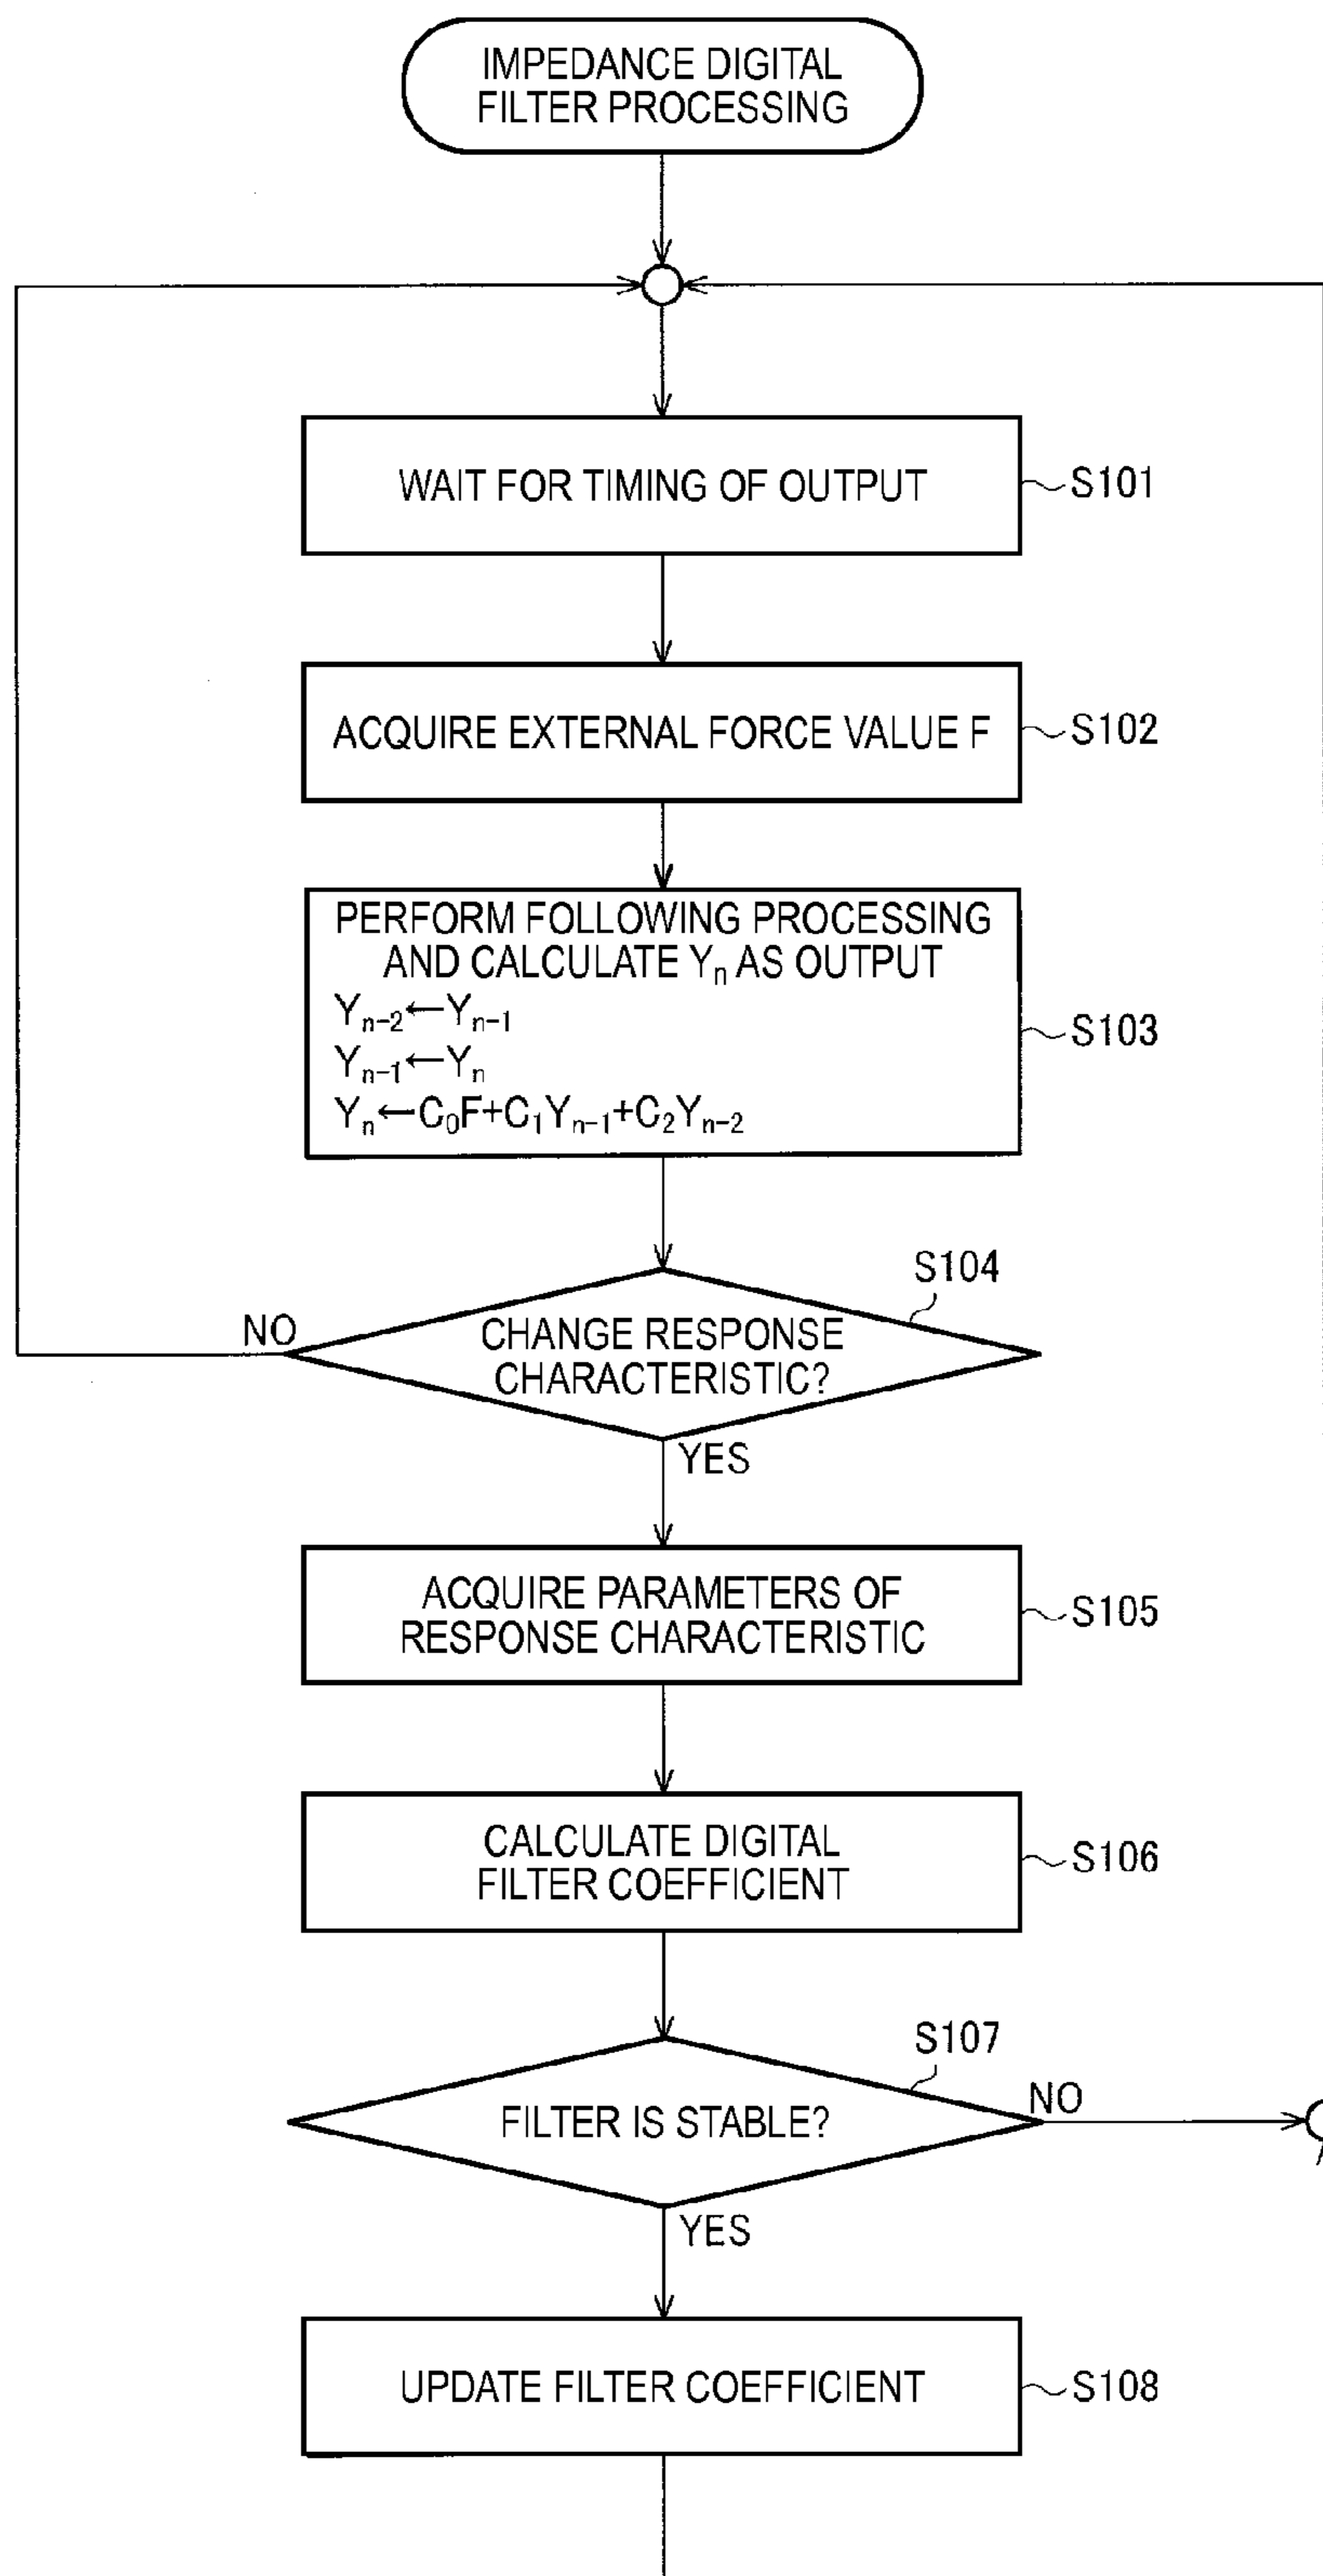 IMPEDANCE DIGITAL
FILTER PROCESSING
WAIT FOR TIMING OF OUTPUT
S101
ACQUIRE EXTERNAL FORCE VALUE F
S102
PERFORM FOLLOWING PROCESSING
AND CALCULATE Yₙ AS OUTPUT
Yₙ₋₂←Yₙ₋₁
Yₙ₋₁←Yₙ
Yₙ←C₀F+C₁Yₙ₋₁+C₂Yₙ₋₂
S103
S104
NO
CHANGE RESPONSE
CHARACTERISTIC?
YES
ACQUIRE PARAMETERS OF
RESPONSE CHARACTERISTIC
S105
CALCULATE DIGITAL
FILTER COEFFICIENT
S106
S107
FILTER IS STABLE?
NO
YES
UPDATE FILTER COEFFICIENT
S108